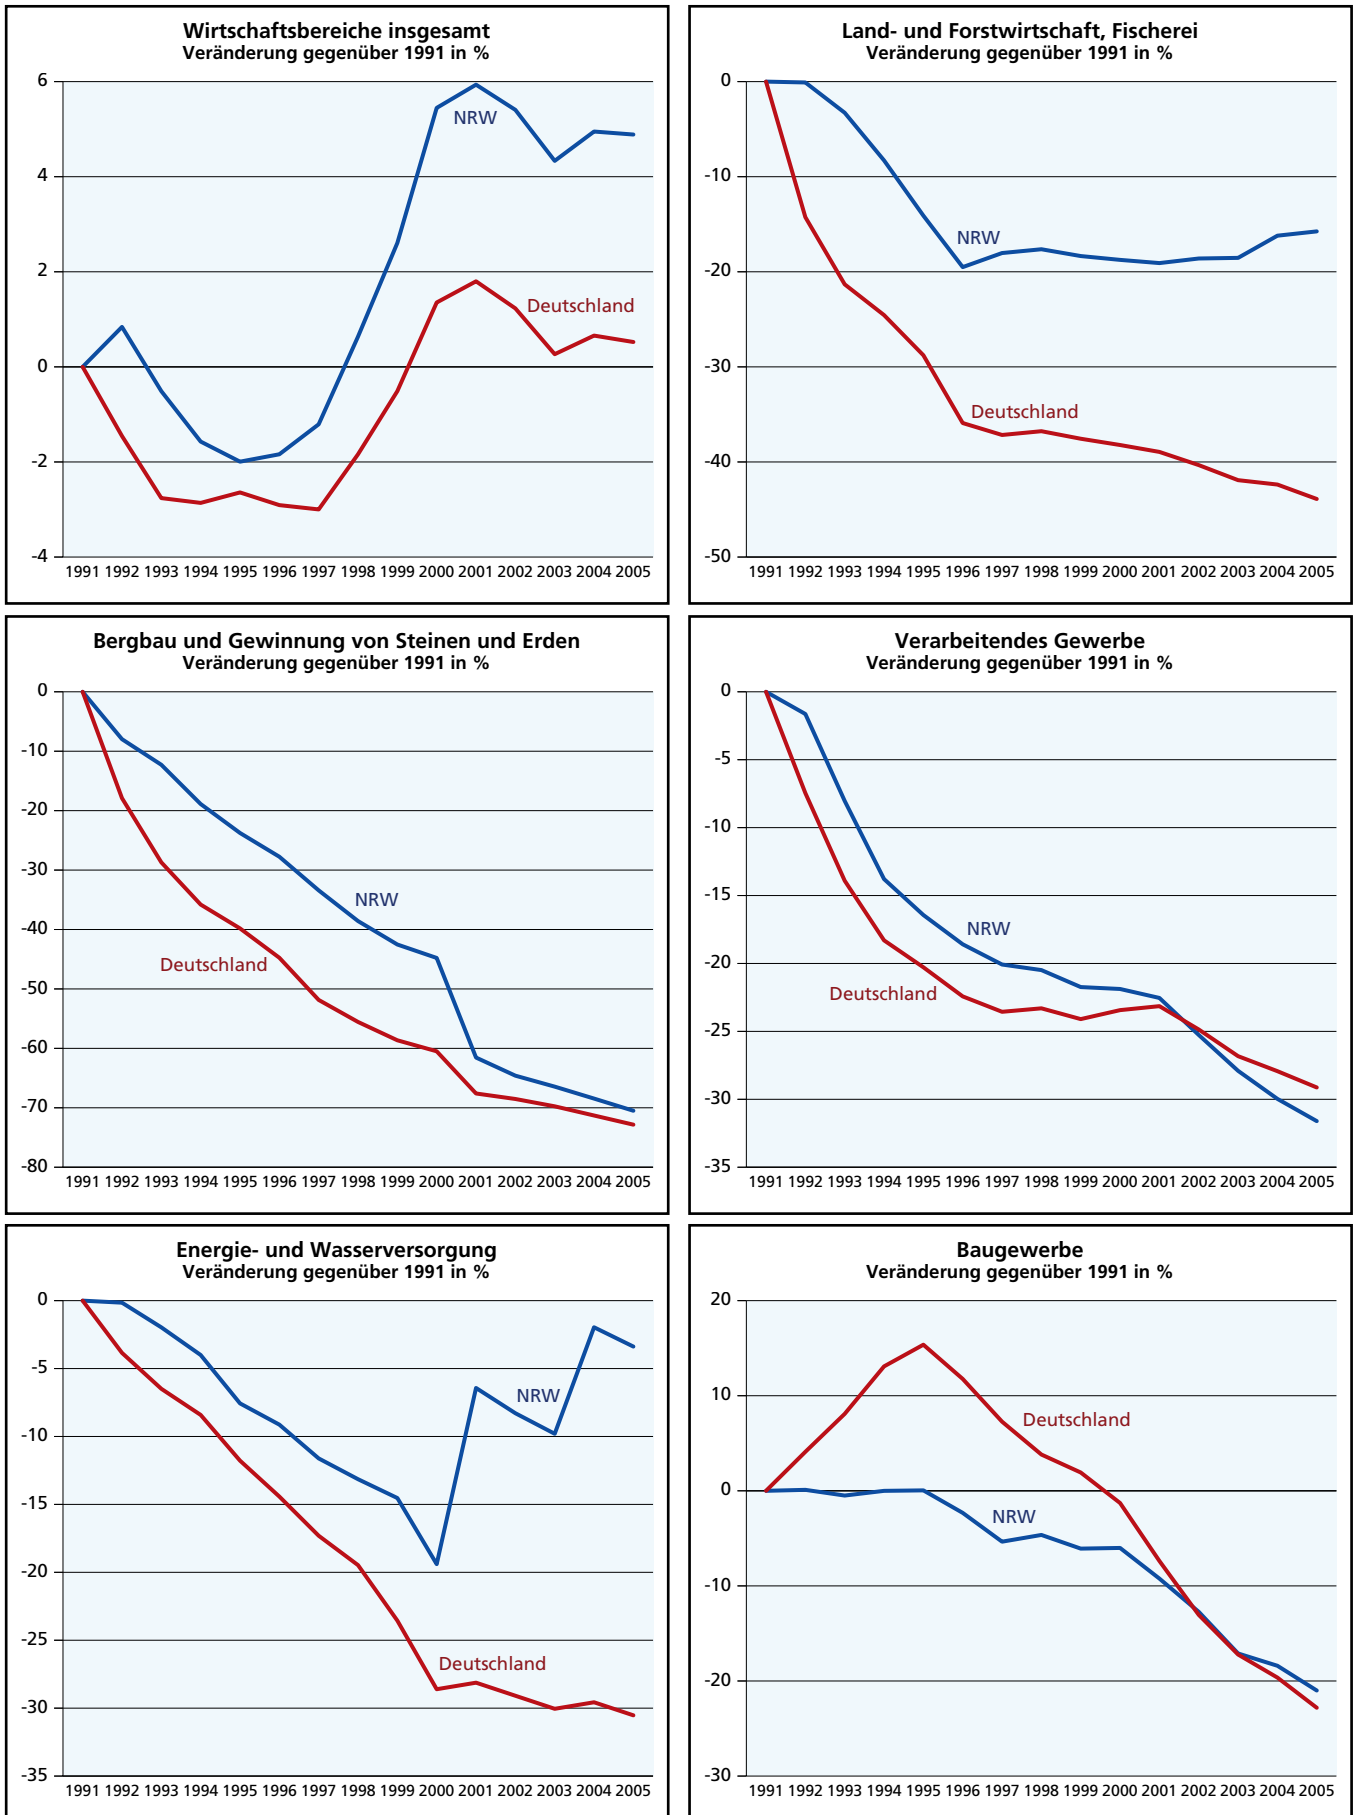 Wirtschaftsbereiche insgesamt
Veränderung gegenüber 1991 in %
6
4
2
0
-2
-4
NRW
Deutschland
1991 1992 1993 1994 1995 1996 1997 1998 1999 2000 2001 2002 2003 2004 2005
Land- und Forstwirtschaft, Fischerei
Veränderung gegenüber 1991 in %
0
-10
-20
-30
-40
-50
NRW
Deutschland
1991 1992 1993 1994 1995 1996 1997 1998 1999 2000 2001 2002 2003 2004 2005
Bergbau und Gewinnung von Steinen und Erden
Veränderung gegenüber 1991 in %
0
-10
-20
-30
-40
-50
-60
-70
-80
NRW
Deutschland
1991 1992 1993 1994 1995 1996 1997 1998 1999 2000 2001 2002 2003 2004 2005
Verarbeitendes Gewerbe
Veränderung gegenüber 1991 in %
0
-5
-10
-15
-20
-25
-30
-35
NRW
Deutschland
1991 1992 1993 1994 1995 1996 1997 1998 1999 2000 2001 2002 2003 2004 2005
Energie- und Wasserversorgung
Veränderung gegenüber 1991 in %
0
-5
-10
-15
-20
-25
-30
-35
NRW
Deutschland
1991 1992 1993 1994 1995 1996 1997 1998 1999 2000 2001 2002 2003 2004 2005
Baugewerbe
Veränderung gegenüber 1991 in %
20
10
0
-10
-20
-30
Deutschland
NRW
1991 1992 1993 1994 1995 1996 1997 1998 1999 2000 2001 2002 2003 2004 2005